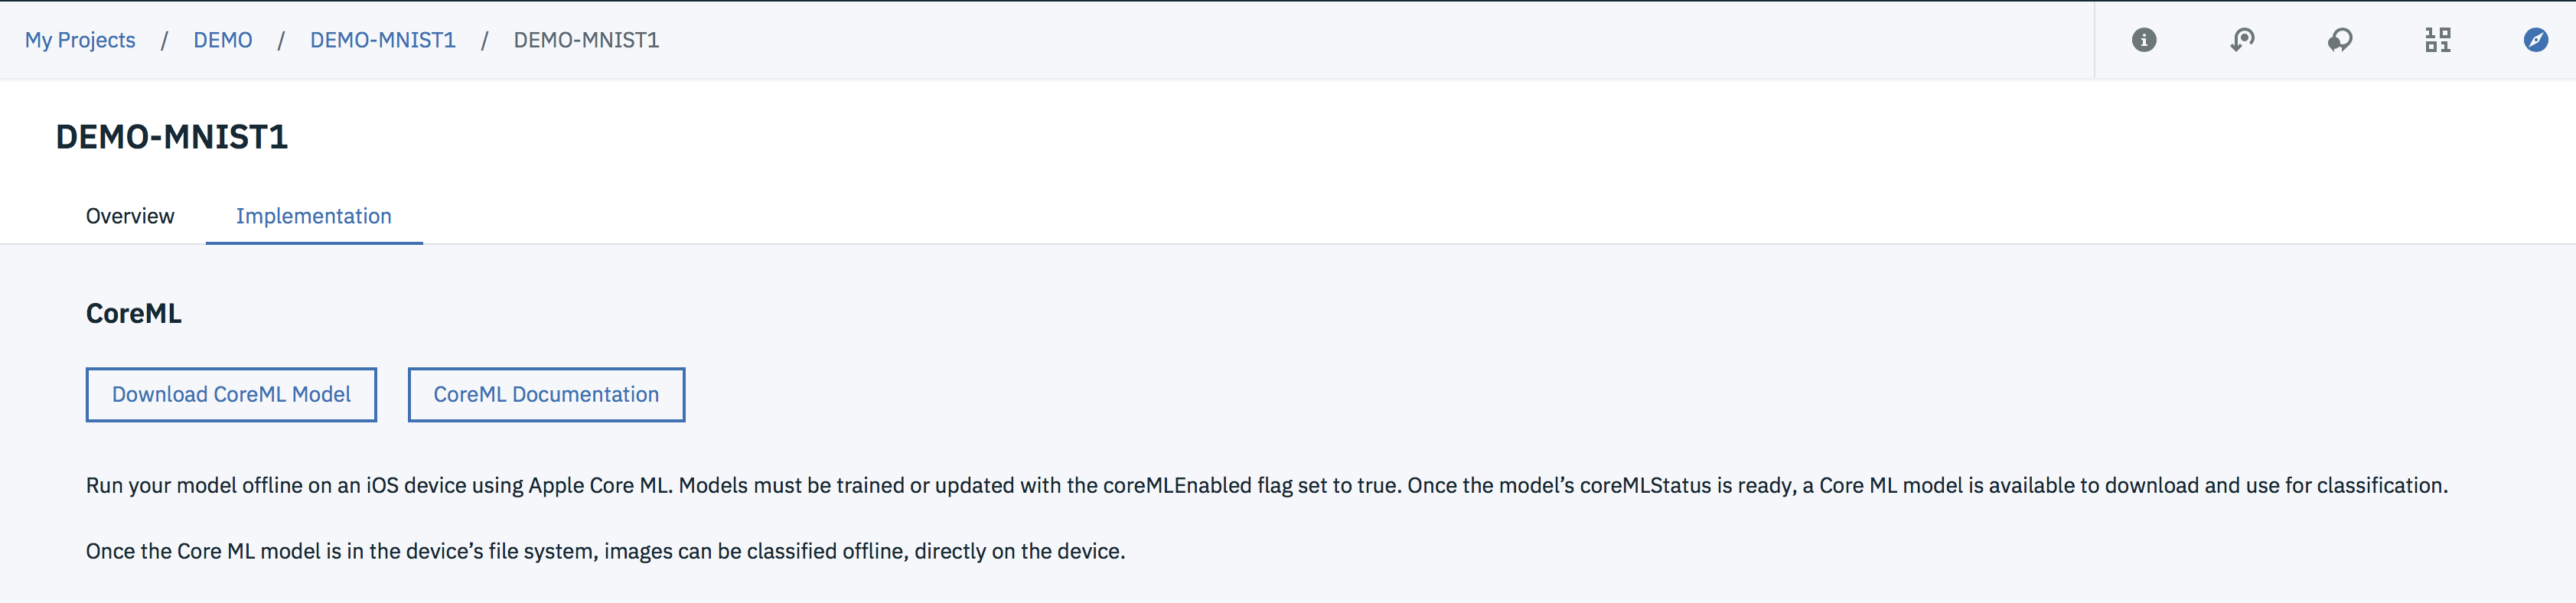 My Projects / DEMO / DEMO-MNIST1 / DEMO-MNIST1
DEMO-MNIST1
Overview Implementation
CoreML
Download CoreML Model CoreML Documentation
Run your model offline on an iOS device using Apple Core ML. Models must be trained or updated with the coreMLEnabled flag set to true. Once the model’s coreMLStatus is ready, a Core ML model is available to download and use for classification.
Once the Core ML model is in the device’s file system, images can be classified offline, directly on the device.